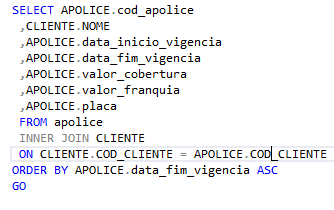 SELECT APOLICE.cod_apolice
,CLIENTE.NOME
,APOLICE.data_inicio_vigencia
,APOLICE.data_fim_vigencia
,APOLICE.valor_cobertura
,APOLICE.valor_franquia
,APOLICE.placa
FROM apolice
INNER JOIN CLIENTE
ON CLIENTE.COD_CLIENTE = APOLICE.COD_CLIENTE
ORDER BY APOLICE.data_fim_vigencia ASC
GO